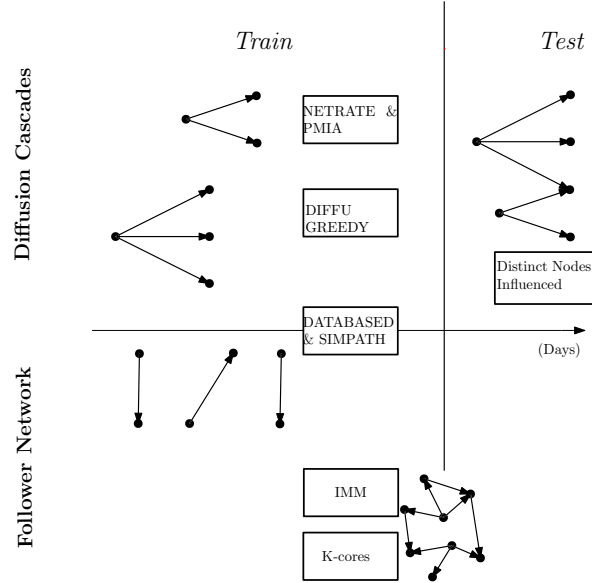 Train
Test
Diffusion Cascades
NETRATE &
PMIA
DIFFU
GREEDY
Distinct Nodes
Influenced
DATABASED
& SIMPATH
(Days)
Follower Network
IMM
K-cores